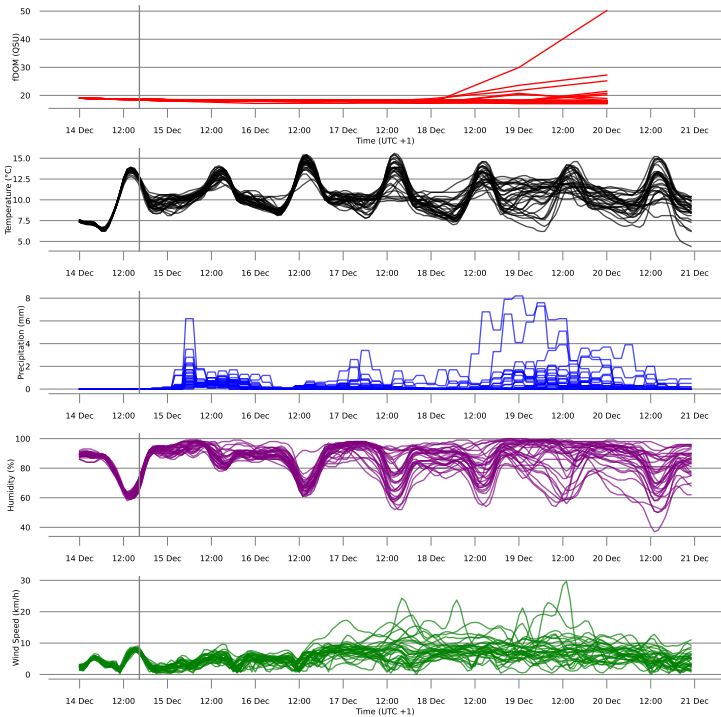 50
40
30
20
fDOM (QSU)
14 Dec 12:00 15 Dec 12:00 16 Dec 12:00 17 Dec 12:00 18 Dec 12:00 19 Dec 12:00 20 Dec 12:00 21 Dec
Time (UTC +1)
15.0
12.5
10.0
7.5
5.0
Temperature (°C)
14 Dec 12:00 15 Dec 12:00 16 Dec 12:00 17 Dec 12:00 18 Dec 12:00 19 Dec 12:00 20 Dec 12:00 21 Dec
8
6
4
2
0
Precipitation (mm)
14 Dec 12:00 15 Dec 12:00 16 Dec 12:00 17 Dec 12:00 18 Dec 12:00 19 Dec 12:00 20 Dec 12:00 21 Dec
100
80
60
40
Humidity (%)
14 Dec 12:00 15 Dec 12:00 16 Dec 12:00 17 Dec 12:00 18 Dec 12:00 19 Dec 12:00 20 Dec 12:00 21 Dec
30
20
10
0
Wind Speed (km/h)
14 Dec 12:00 15 Dec 12:00 16 Dec 12:00 17 Dec 12:00 18 Dec 12:00 19 Dec 12:00 20 Dec 12:00 21 Dec
Time (UTC +1)